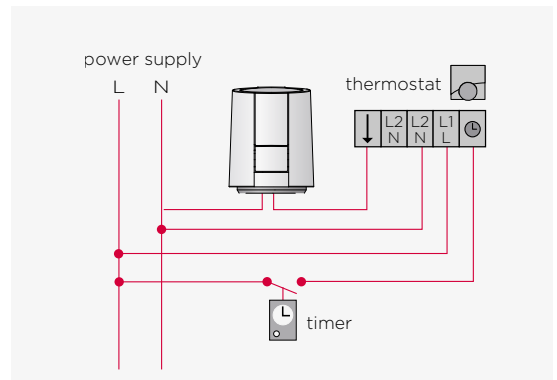 power supply
L N
thermostat
L2 L2 L1
N N L
timer